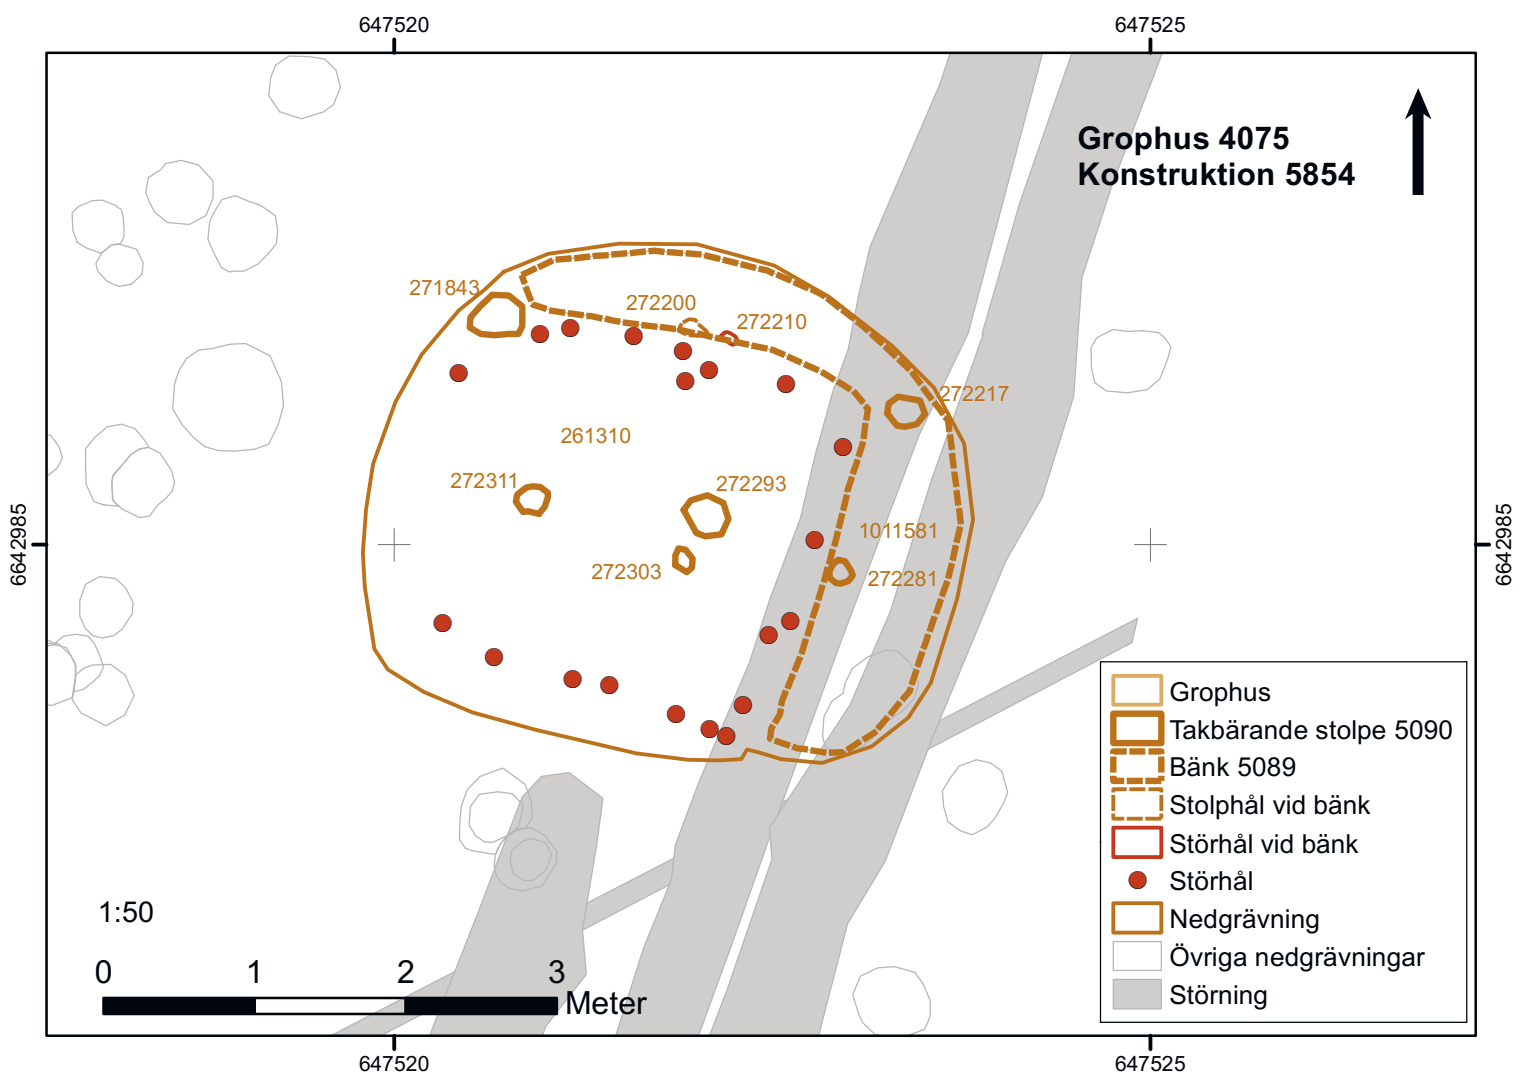 647520
647525
Grophus 4075
Konstruktion 5854
271843
272200
272210
272217
261310
272311
272293
1011581
272303
272281
6642985
6642985
Grophus
Takbärande stolpe 5090
Bänk 5089
Stolphål vid bänk
Störhål vid bänk
Störhål
Nedgrävning
Övriga nedgrävningar
Störning
1:50
0 1 2 3
Meter
647520
647525